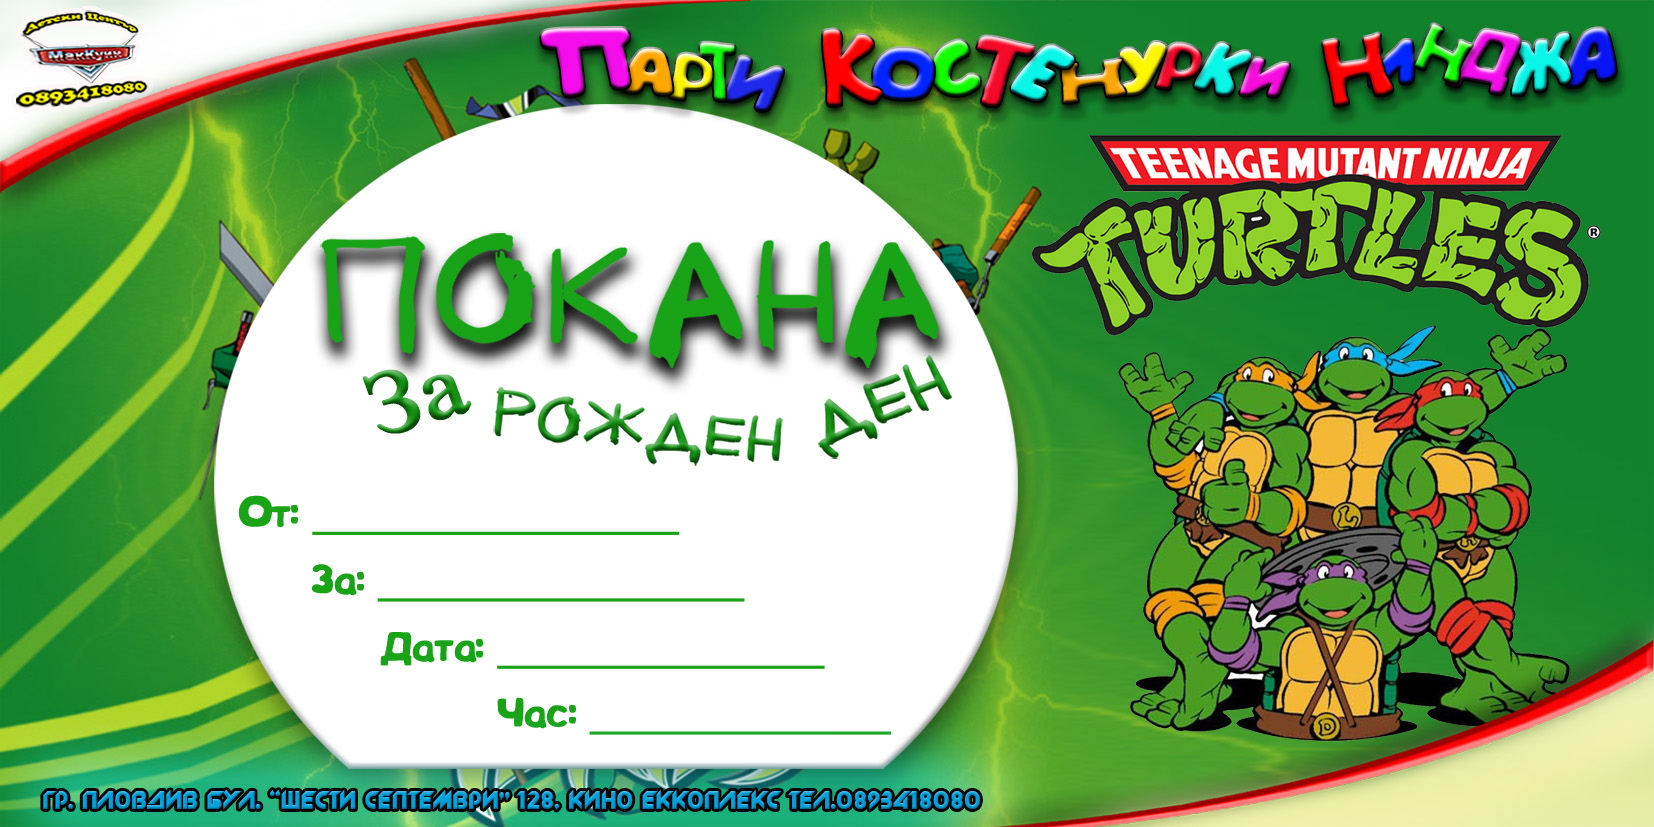 Детски Център
МакКуин
0893418080
Парти Костенурки Нинджа
TEENAGE MUTANT NINJA
TURTLES®
ПОКАНА
За РОЖДЕН ДЕН
От:
За:
Дата:
Час:
L
D
ГР. ПЛОВДИВ БУЛ. "ШЕСТИ СЕПТЕМВРИ" 128. КИНО ЕККОПЛЕКС ТЕЛ.0893418080